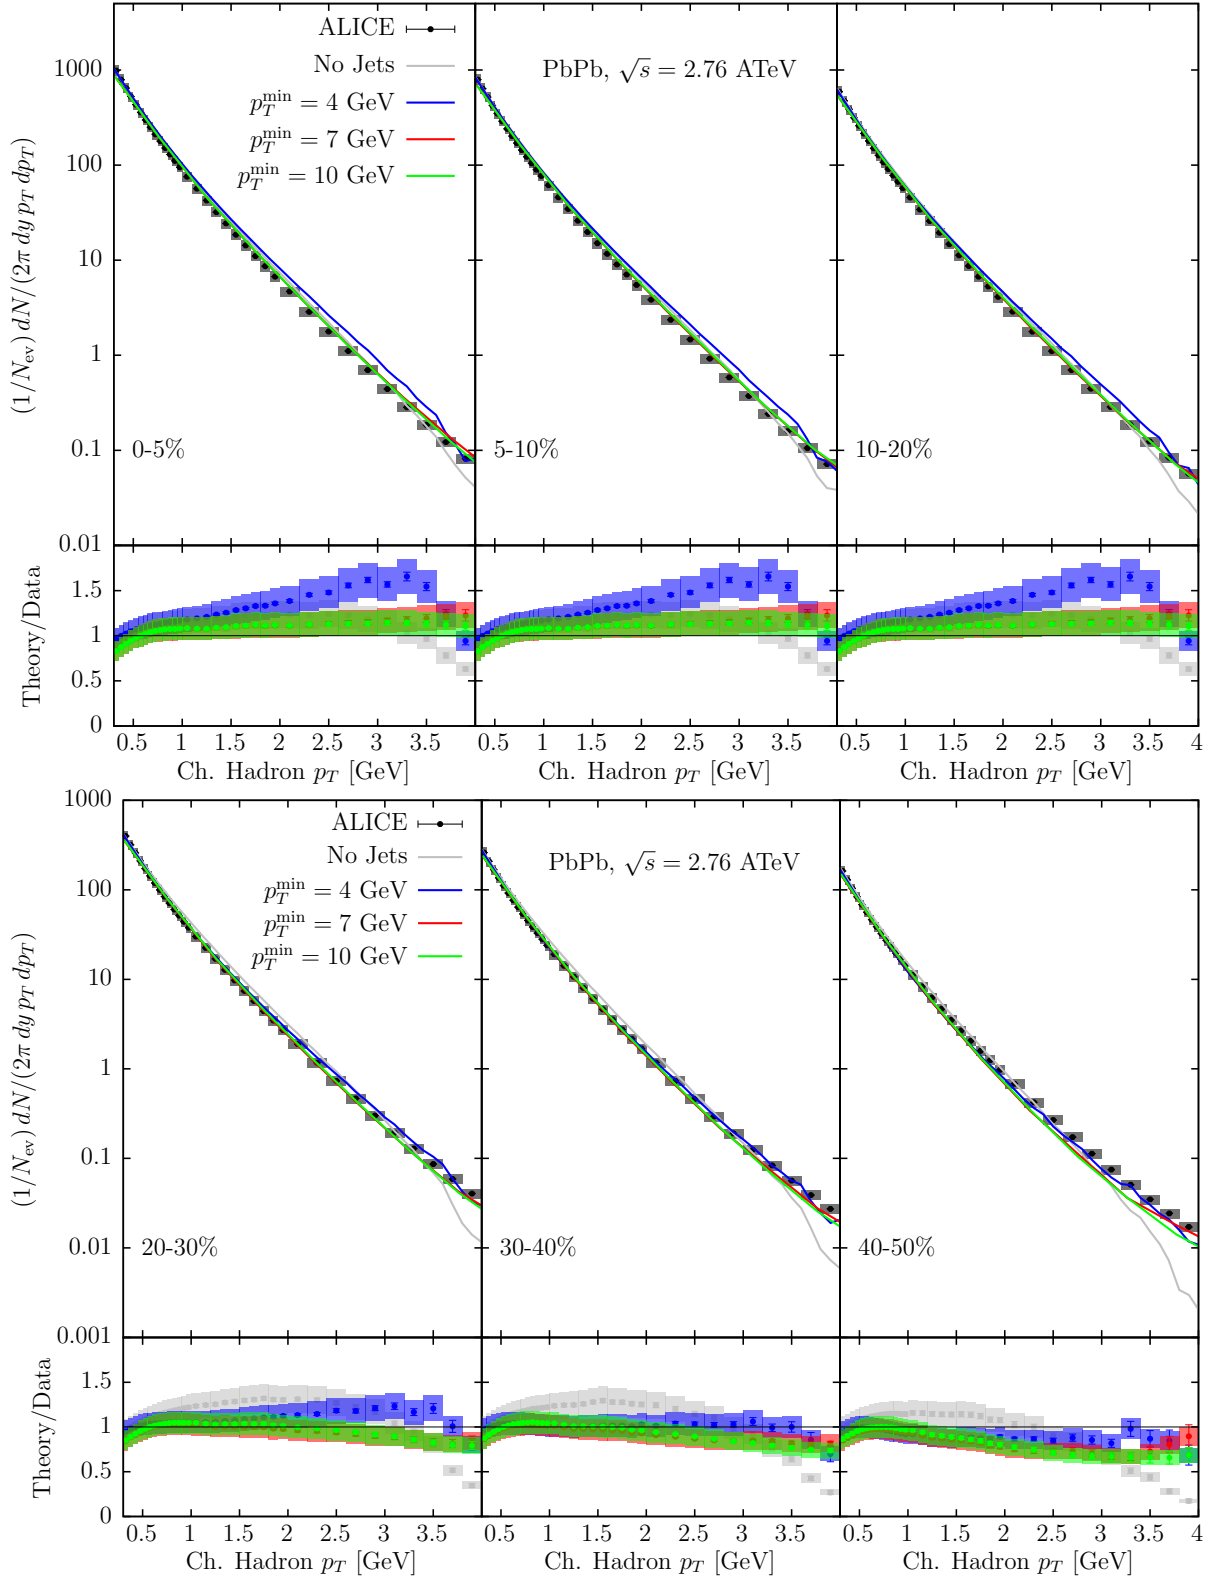 ALICE
No Jets
p_T^min = 4 GeV
p_T^min = 7 GeV
p_T^min = 10 GeV
PbPb, √s = 2.76 ATeV
(1/N_ev) dN/(2π dy p_T dp_T)
1000
100
10
1
0.1
0.01
0-5%
5-10%
10-20%
Theory/Data
1.5
1
0.5
0
0.5 1 1.5 2 2.5 3 3.5 0.5 1 1.5 2 2.5 3 3.5 0.5 1 1.5 2 2.5 3 3.5 4
Ch. Hadron p_T [GeV] Ch. Hadron p_T [GeV] Ch. Hadron p_T [GeV]
ALICE
No Jets
p_T^min = 4 GeV
p_T^min = 7 GeV
p_T^min = 10 GeV
PbPb, √s = 2.76 ATeV
(1/N_ev) dN/(2π dy p_T dp_T)
1000
100
10
1
0.1
0.01
0.001
20-30%
30-40%
40-50%
Theory/Data
1.5
1
0.5
0
0.5 1 1.5 2 2.5 3 3.5 0.5 1 1.5 2 2.5 3 3.5 0.5 1 1.5 2 2.5 3 3.5 4
Ch. Hadron p_T [GeV] Ch. Hadron p_T [GeV] Ch. Hadron p_T [GeV]